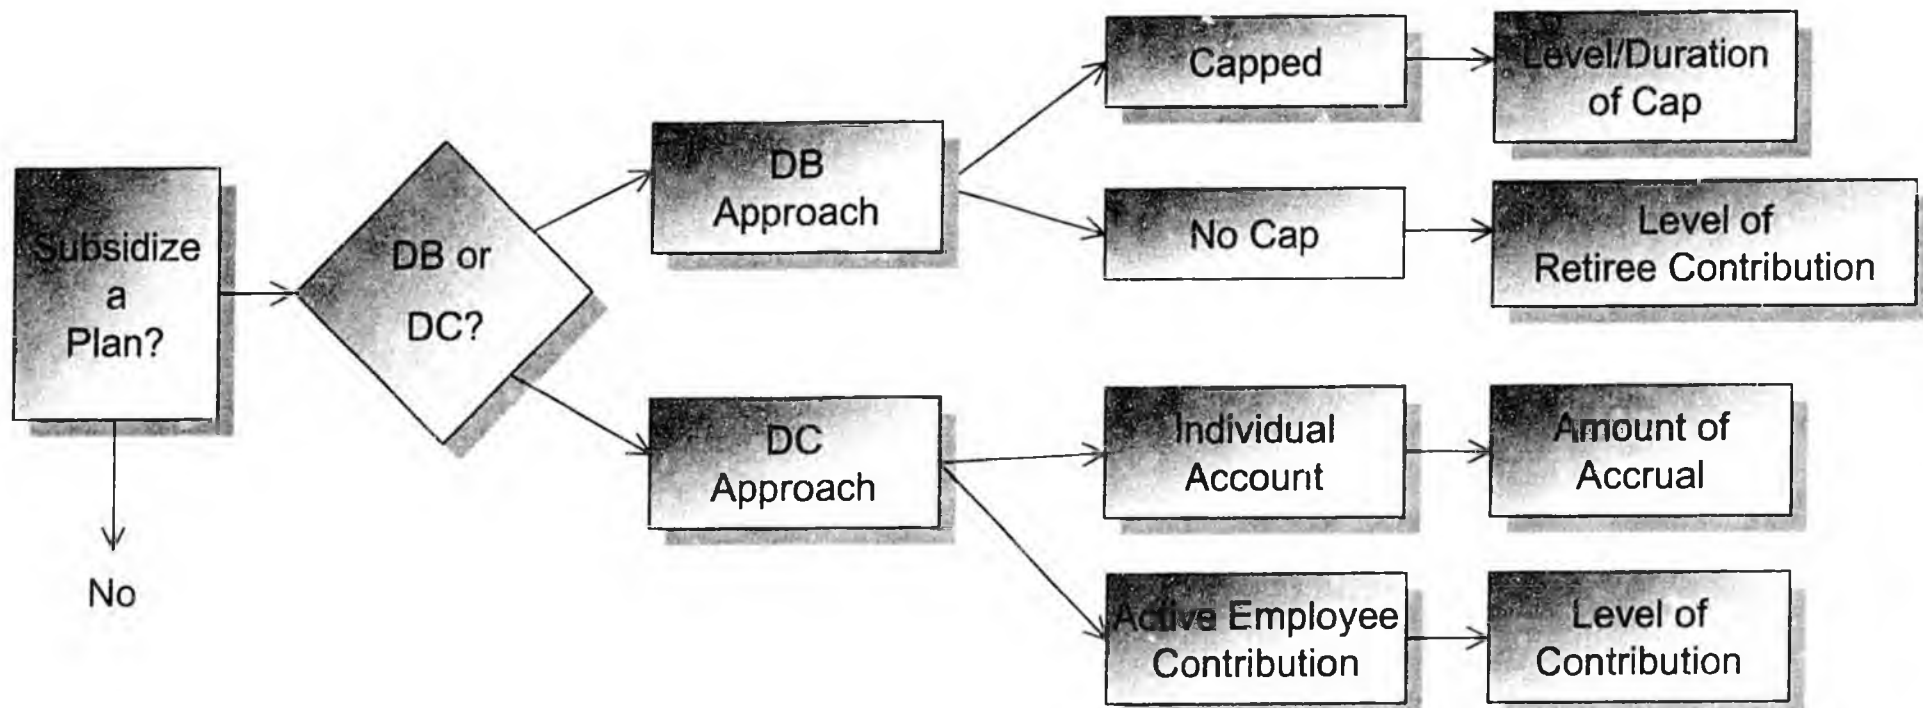 Subsidize
a
Plan?
No
DB or
DC?
DB
Approach
DC
Approach
Capped
Level/Duration
of Cap
No Cap
Level of
Retiree Contribution
Individual
Account
Amount of
Accrual
Active Employee
Contribution
Level of
Contribution